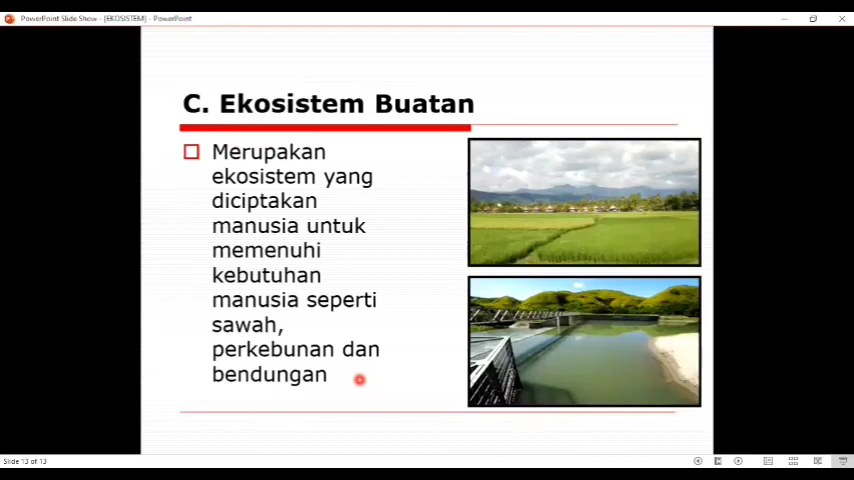 PowerPoint Slide Show - [EKOSISTEM] - PowerPoint
C. Ekosistem Buatan
Merupakan
ekosistem yang
diciptakan
manusia untuk
memenuhi
kebutuhan
manusia seperti
sawah,
perkebunan dan
bendungan
Slide 13 of 13